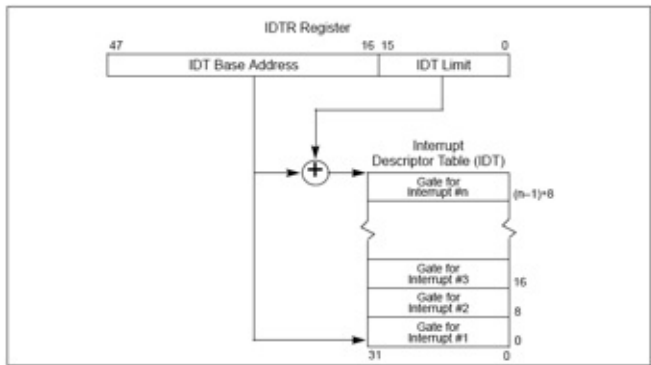 IDTR Register
47 16 15 0
IDT Base Address IDT Limit
+
Interrupt
Descriptor Table (IDT)
Gate for
Interrupt #n
(n–1)*8
Gate for
Interrupt #3
16
Gate for
Interrupt #2
8
Gate for
Interrupt #1
0
31 0